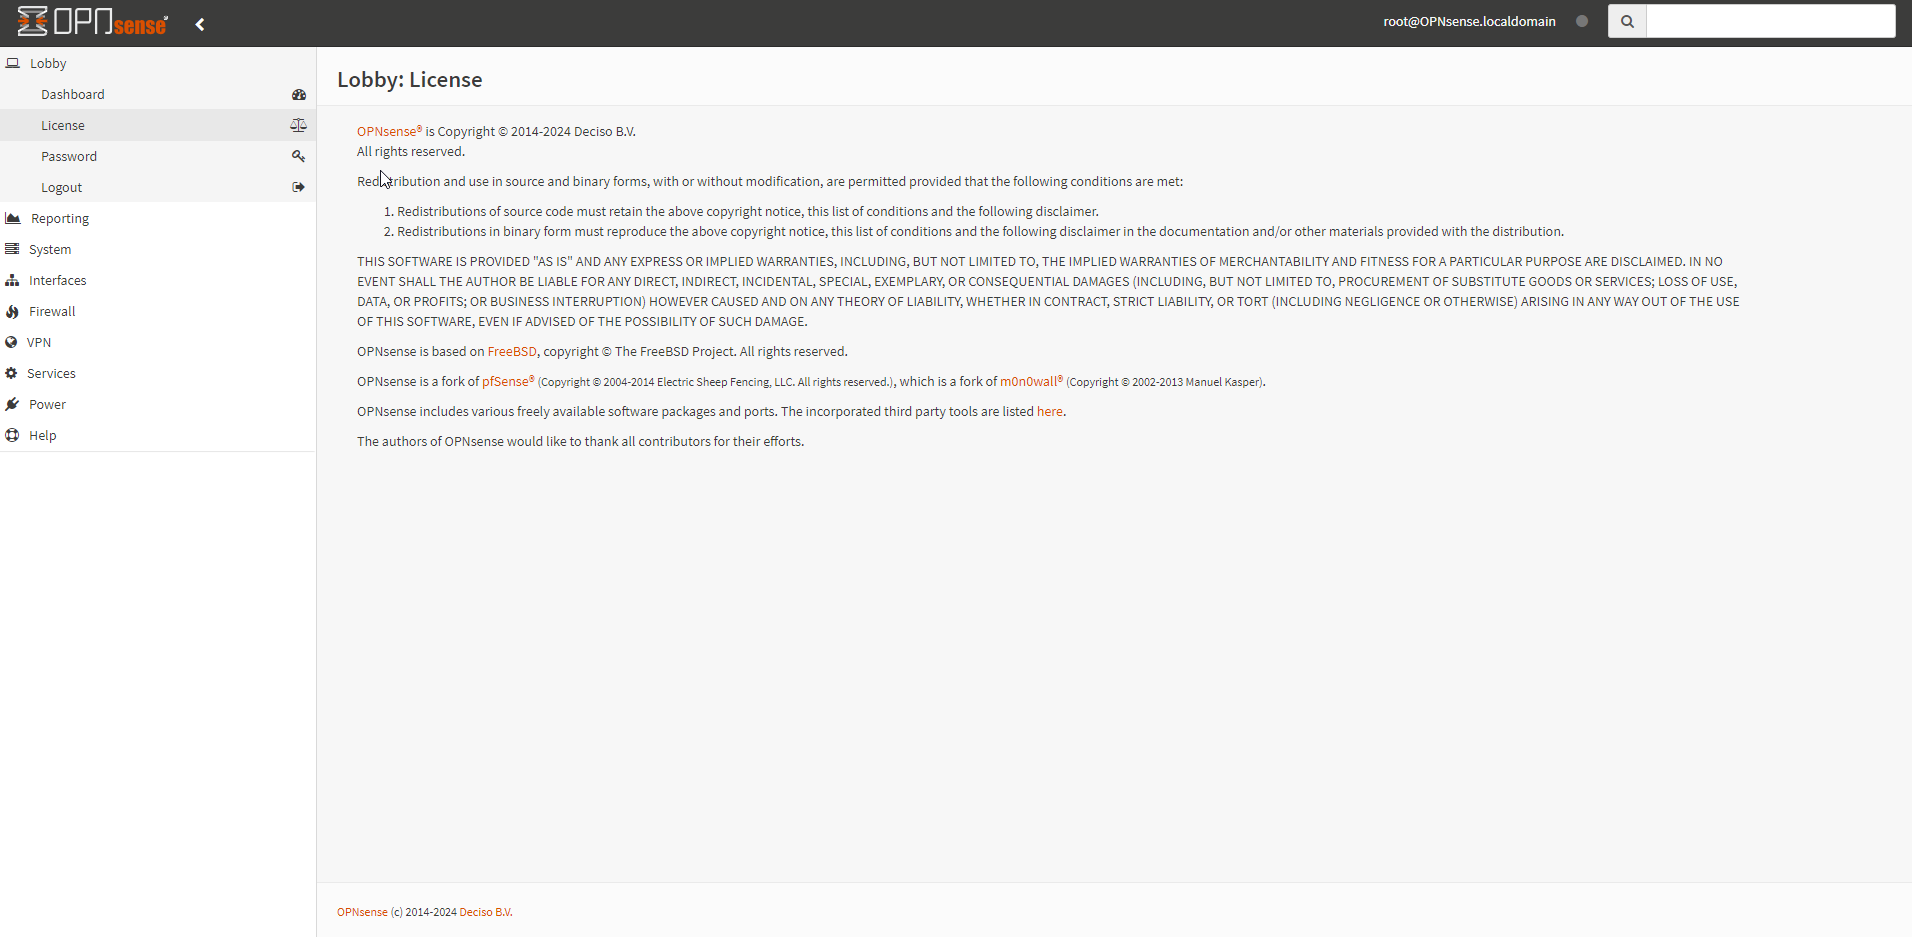 OPNsense
root@OPNsense.localdomain
Lobby
Dashboard
License
Password
Logout
Reporting
System
Interfaces
Firewall
VPN
Services
Power
Help
Lobby: License
OPNsense® is Copyright © 2014-2024 Deciso B.V.
All rights reserved.
Redistribution and use in source and binary forms, with or without modification, are permitted provided that the following conditions are met:
1. Redistributions of source code must retain the above copyright notice, this list of conditions and the following disclaimer.
2. Redistributions in binary form must reproduce the above copyright notice, this list of conditions and the following disclaimer in the documentation and/or other materials provided with the distribution.
THIS SOFTWARE IS PROVIDED "AS IS" AND ANY EXPRESS OR IMPLIED WARRANTIES, INCLUDING, BUT NOT LIMITED TO, THE IMPLIED WARRANTIES OF MERCHANTABILITY AND FITNESS FOR A PARTICULAR PURPOSE ARE DISCLAIMED. IN NO
EVENT SHALL THE AUTHOR BE LIABLE FOR ANY DIRECT, INDIRECT, INCIDENTAL, SPECIAL, EXEMPLARY, OR CONSEQUENTIAL DAMAGES (INCLUDING, BUT NOT LIMITED TO, PROCUREMENT OF SUBSTITUTE GOODS OR SERVICES; LOSS OF USE,
DATA, OR PROFITS; OR BUSINESS INTERRUPTION) HOWEVER CAUSED AND ON ANY THEORY OF LIABILITY, WHETHER IN CONTRACT, STRICT LIABILITY, OR TORT (INCLUDING NEGLIGENCE OR OTHERWISE) ARISING IN ANY WAY OUT OF THE USE
OF THIS SOFTWARE, EVEN IF ADVISED OF THE POSSIBILITY OF SUCH DAMAGE.
OPNsense is based on FreeBSD, copyright © The FreeBSD Project. All rights reserved.
OPNsense is a fork of pfSense® (Copyright © 2004-2014 Electric Sheep Fencing, LLC. All rights reserved.), which is a fork of m0n0wall® (Copyright © 2002-2013 Manuel Kasper).
OPNsense includes various freely available software packages and ports. The incorporated third party tools are listed here.
The authors of OPNsense would like to thank all contributors for their efforts.
OPNsense (c) 2014-2024 Deciso B.V.